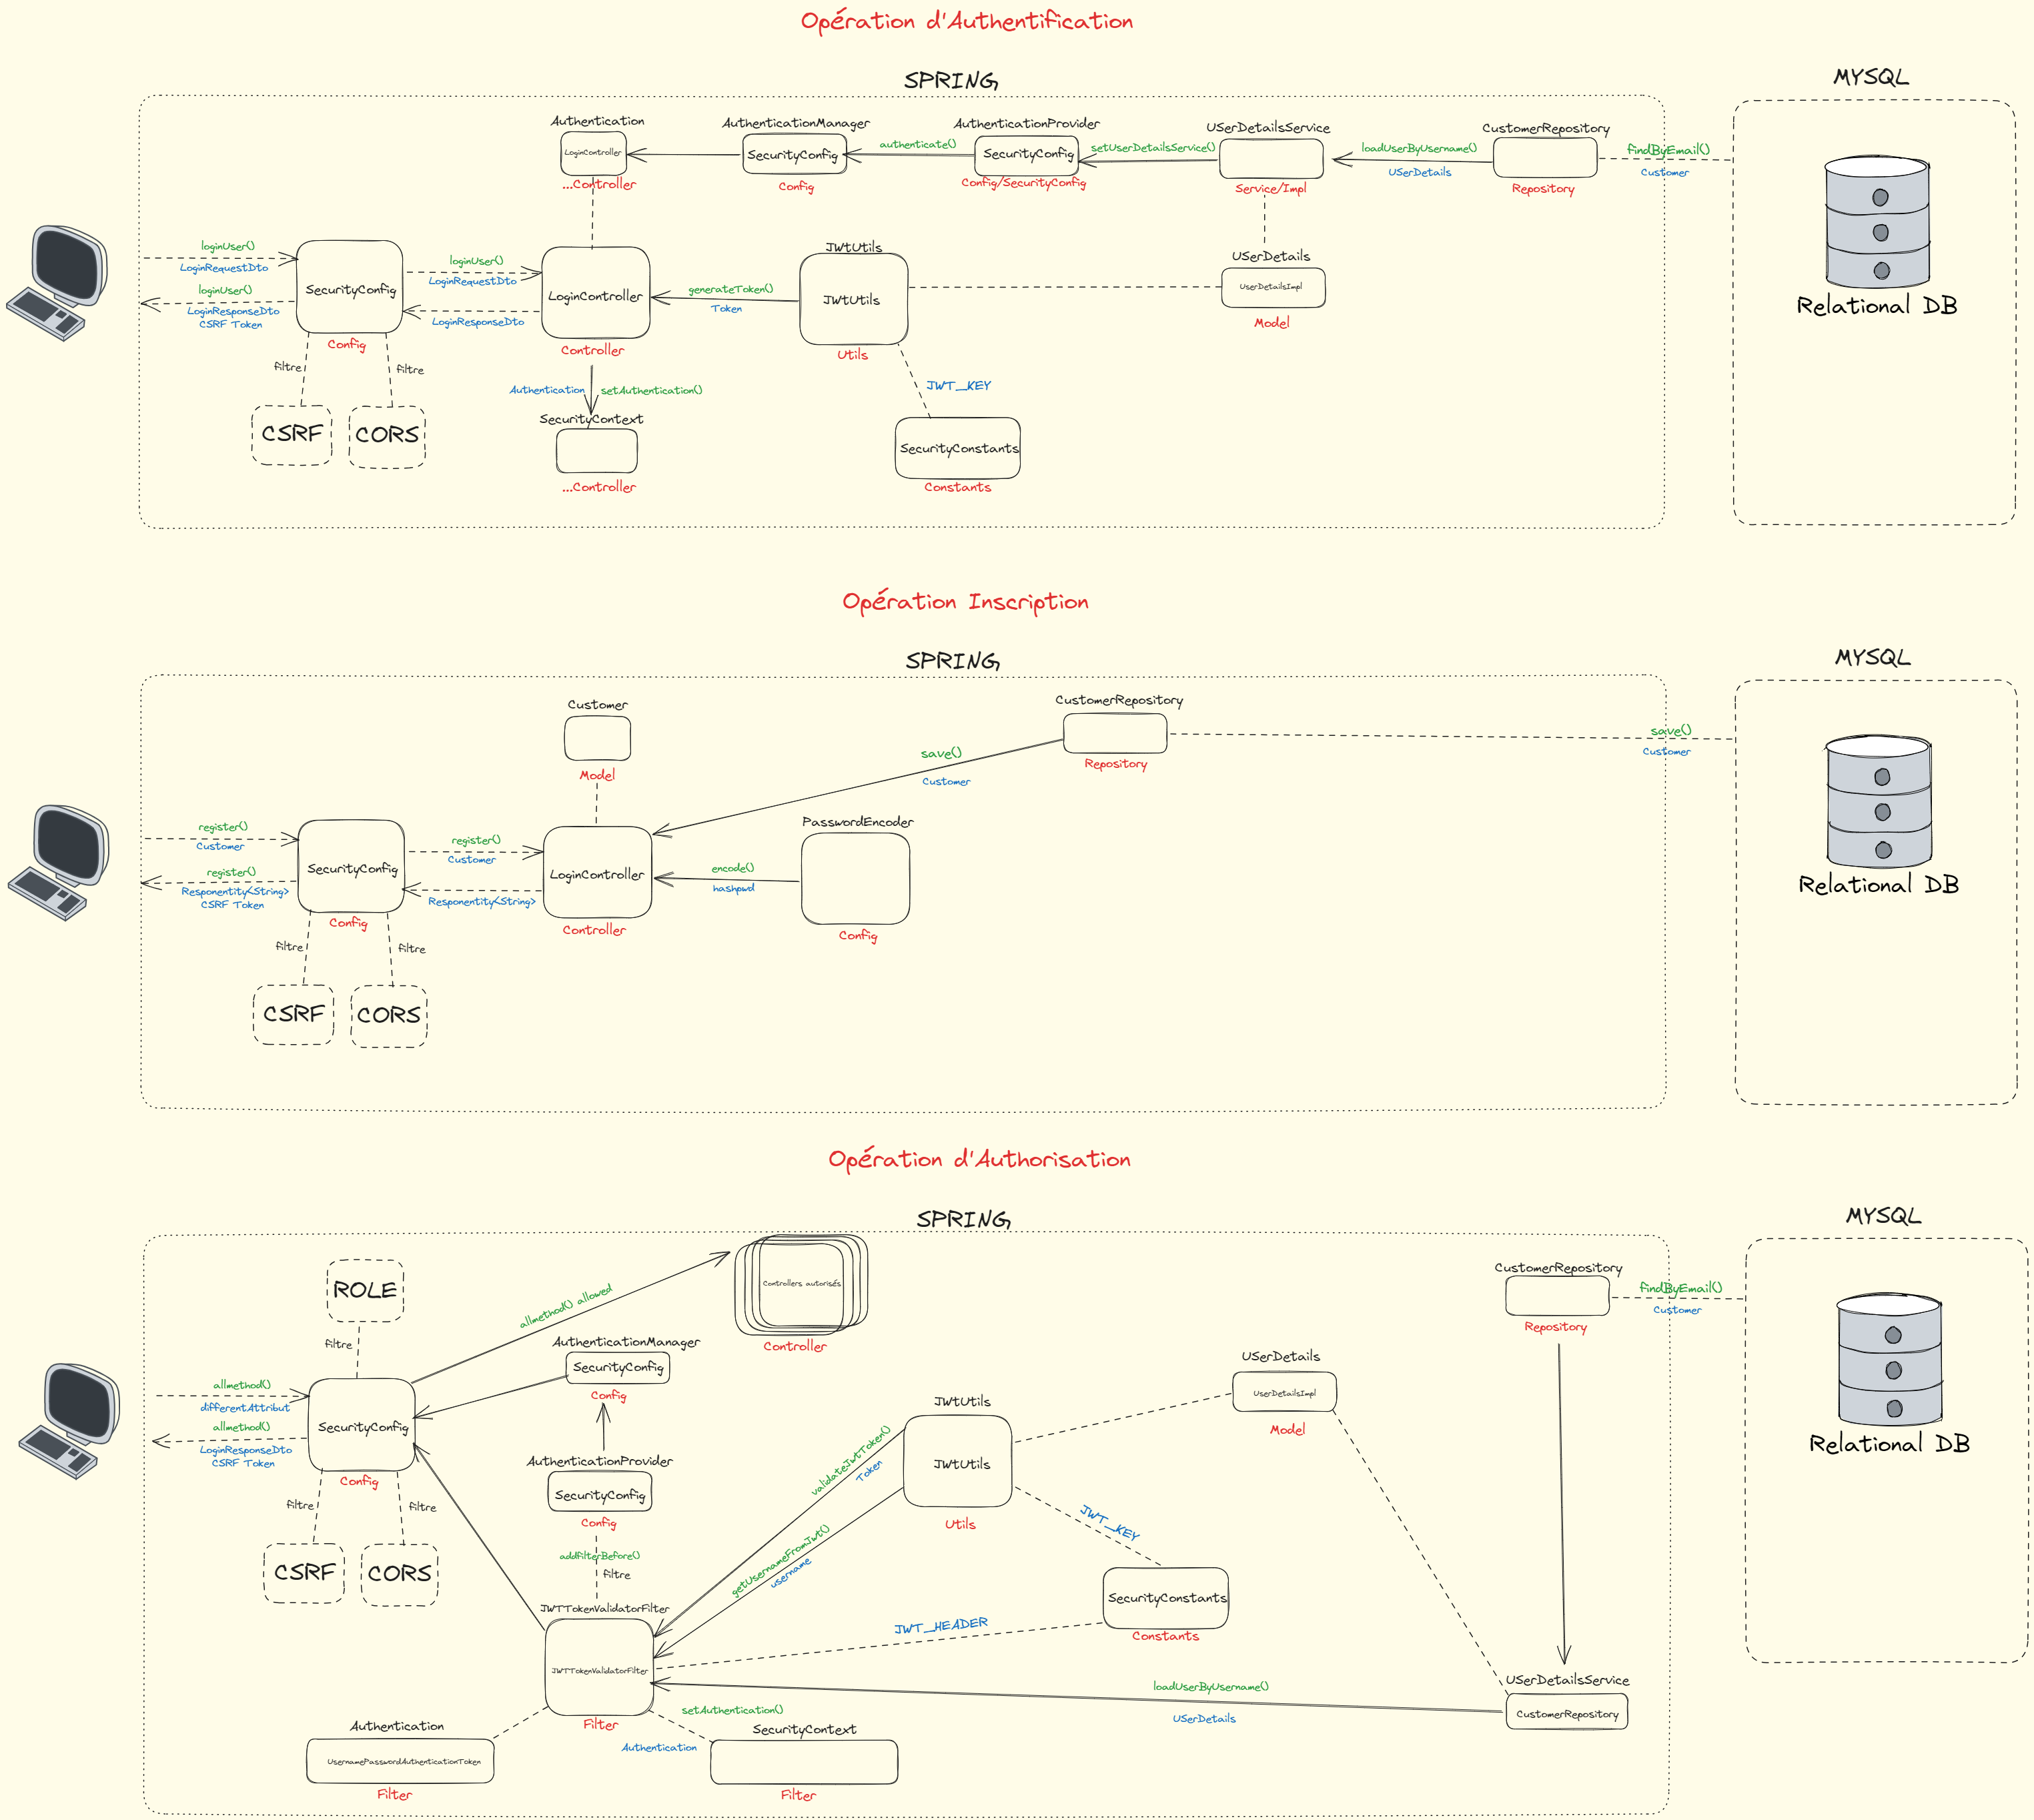 Opération d'Authentification
SPRING
MYSQL
Authentication
LoginController
...Controller
AuthenticationManager
SecurityConfig
Config
authenticate()
AuthenticationProvider
SecurityConfig
Config/SecurityConfig
setUserDetailsService()
USerDetailsService
Service/Impl
loadUserByUsername()
USerDetails
CustomerRepository
Repository
findByEmail()
Customer
Relational DB
loginUser()
LoginRequestDto
loginUser()
LoginResponseDto
CSRF Token
SecurityConfig
Config
loginUser()
LoginRequestDto
LoginResponseDto
LoginController
Controller
generateToken()
Token
JWtUtils
JWtUtils
Utils
USerDetails
UserDetailsImpl
Model
filtre
filtre
CSRF
CORS
Authentication
setAuthentication()
SecurityContext
...Controller
JWT_KEY
SecurityConstants
Constants
Opération Inscription
SPRING
MYSQL
Customer
Model
CustomerRepository
Repository
save()
Customer
save()
Customer
Relational DB
register()
Customer
register()
Responentity<String>
CSRF Token
SecurityConfig
Config
register()
Customer
Responentity<String>
LoginController
Controller
encode()
hashpwd
PasswordEncoder
Config
filtre
filtre
CSRF
CORS
Opération d'Authorisation
SPRING
MYSQL
ROLE
filtre
allmethod() allowed
Controllers autorisés
Controller
CustomerRepository
Repository
findByEmail()
Customer
Relational DB
AuthenticationManager
SecurityConfig
Config
allmethod()
differentAttribut
allmethod()
LoginResponseDto
CSRF Token
SecurityConfig
Config
filtre
filtre
CSRF
CORS
AuthenticationProvider
SecurityConfig
Config
addfilterBefore()
filtre
validateJwtToken()
Token
getUsernameFromJwt()
username
JWtUtils
JWtUtils
Utils
USerDetails
UserDetailsImpl
Model
JWT_KEY
SecurityConstants
Constants
JWT_HEADER
JWTTokenValidatorFilter
JWTTokenValidatorFilter
Filter
loadUserByUsername()
USerDetails
USerDetailsService
CustomerRepository
Authentication
UsernamePasswordAuthenticationToken
Filter
setAuthentication()
Authentication
SecurityContext
Filter